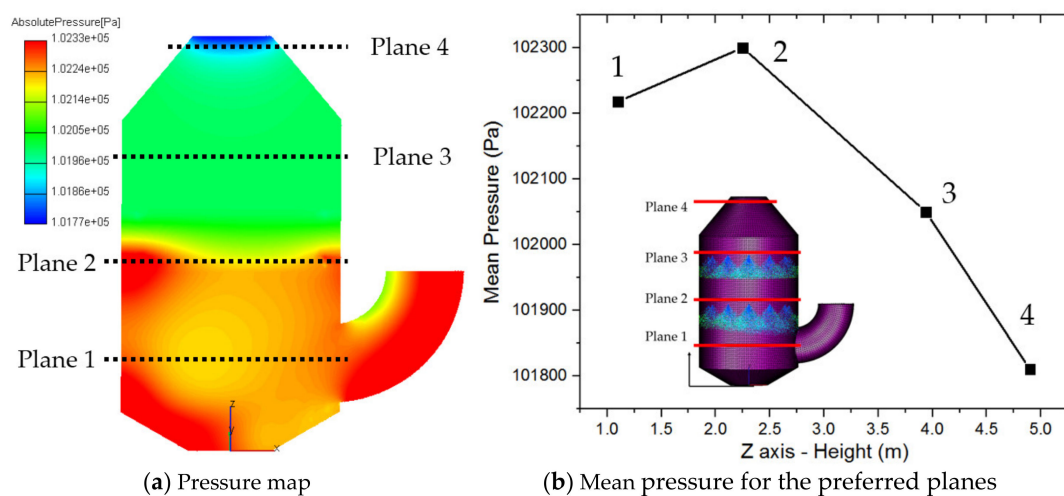 AbsolutePressure[Pa]
1.0233e+05
1.0224e+05
1.0214e+05
1.0205e+05
1.0196e+05
1.0186e+05
1.0177e+05
Plane 4
Plane 3
Plane 2
Plane 1
z
y
x
(a) Pressure map
Mean Pressure (Pa)
102300
102200
102100
102000
101900
101800
1
2
3
4
Plane 4
Plane 3
Plane 2
Plane 1
1.0 1.5 2.0 2.5 3.0 3.5 4.0 4.5 5.0
Z axis - Height (m)
(b) Mean pressure for the preferred planes